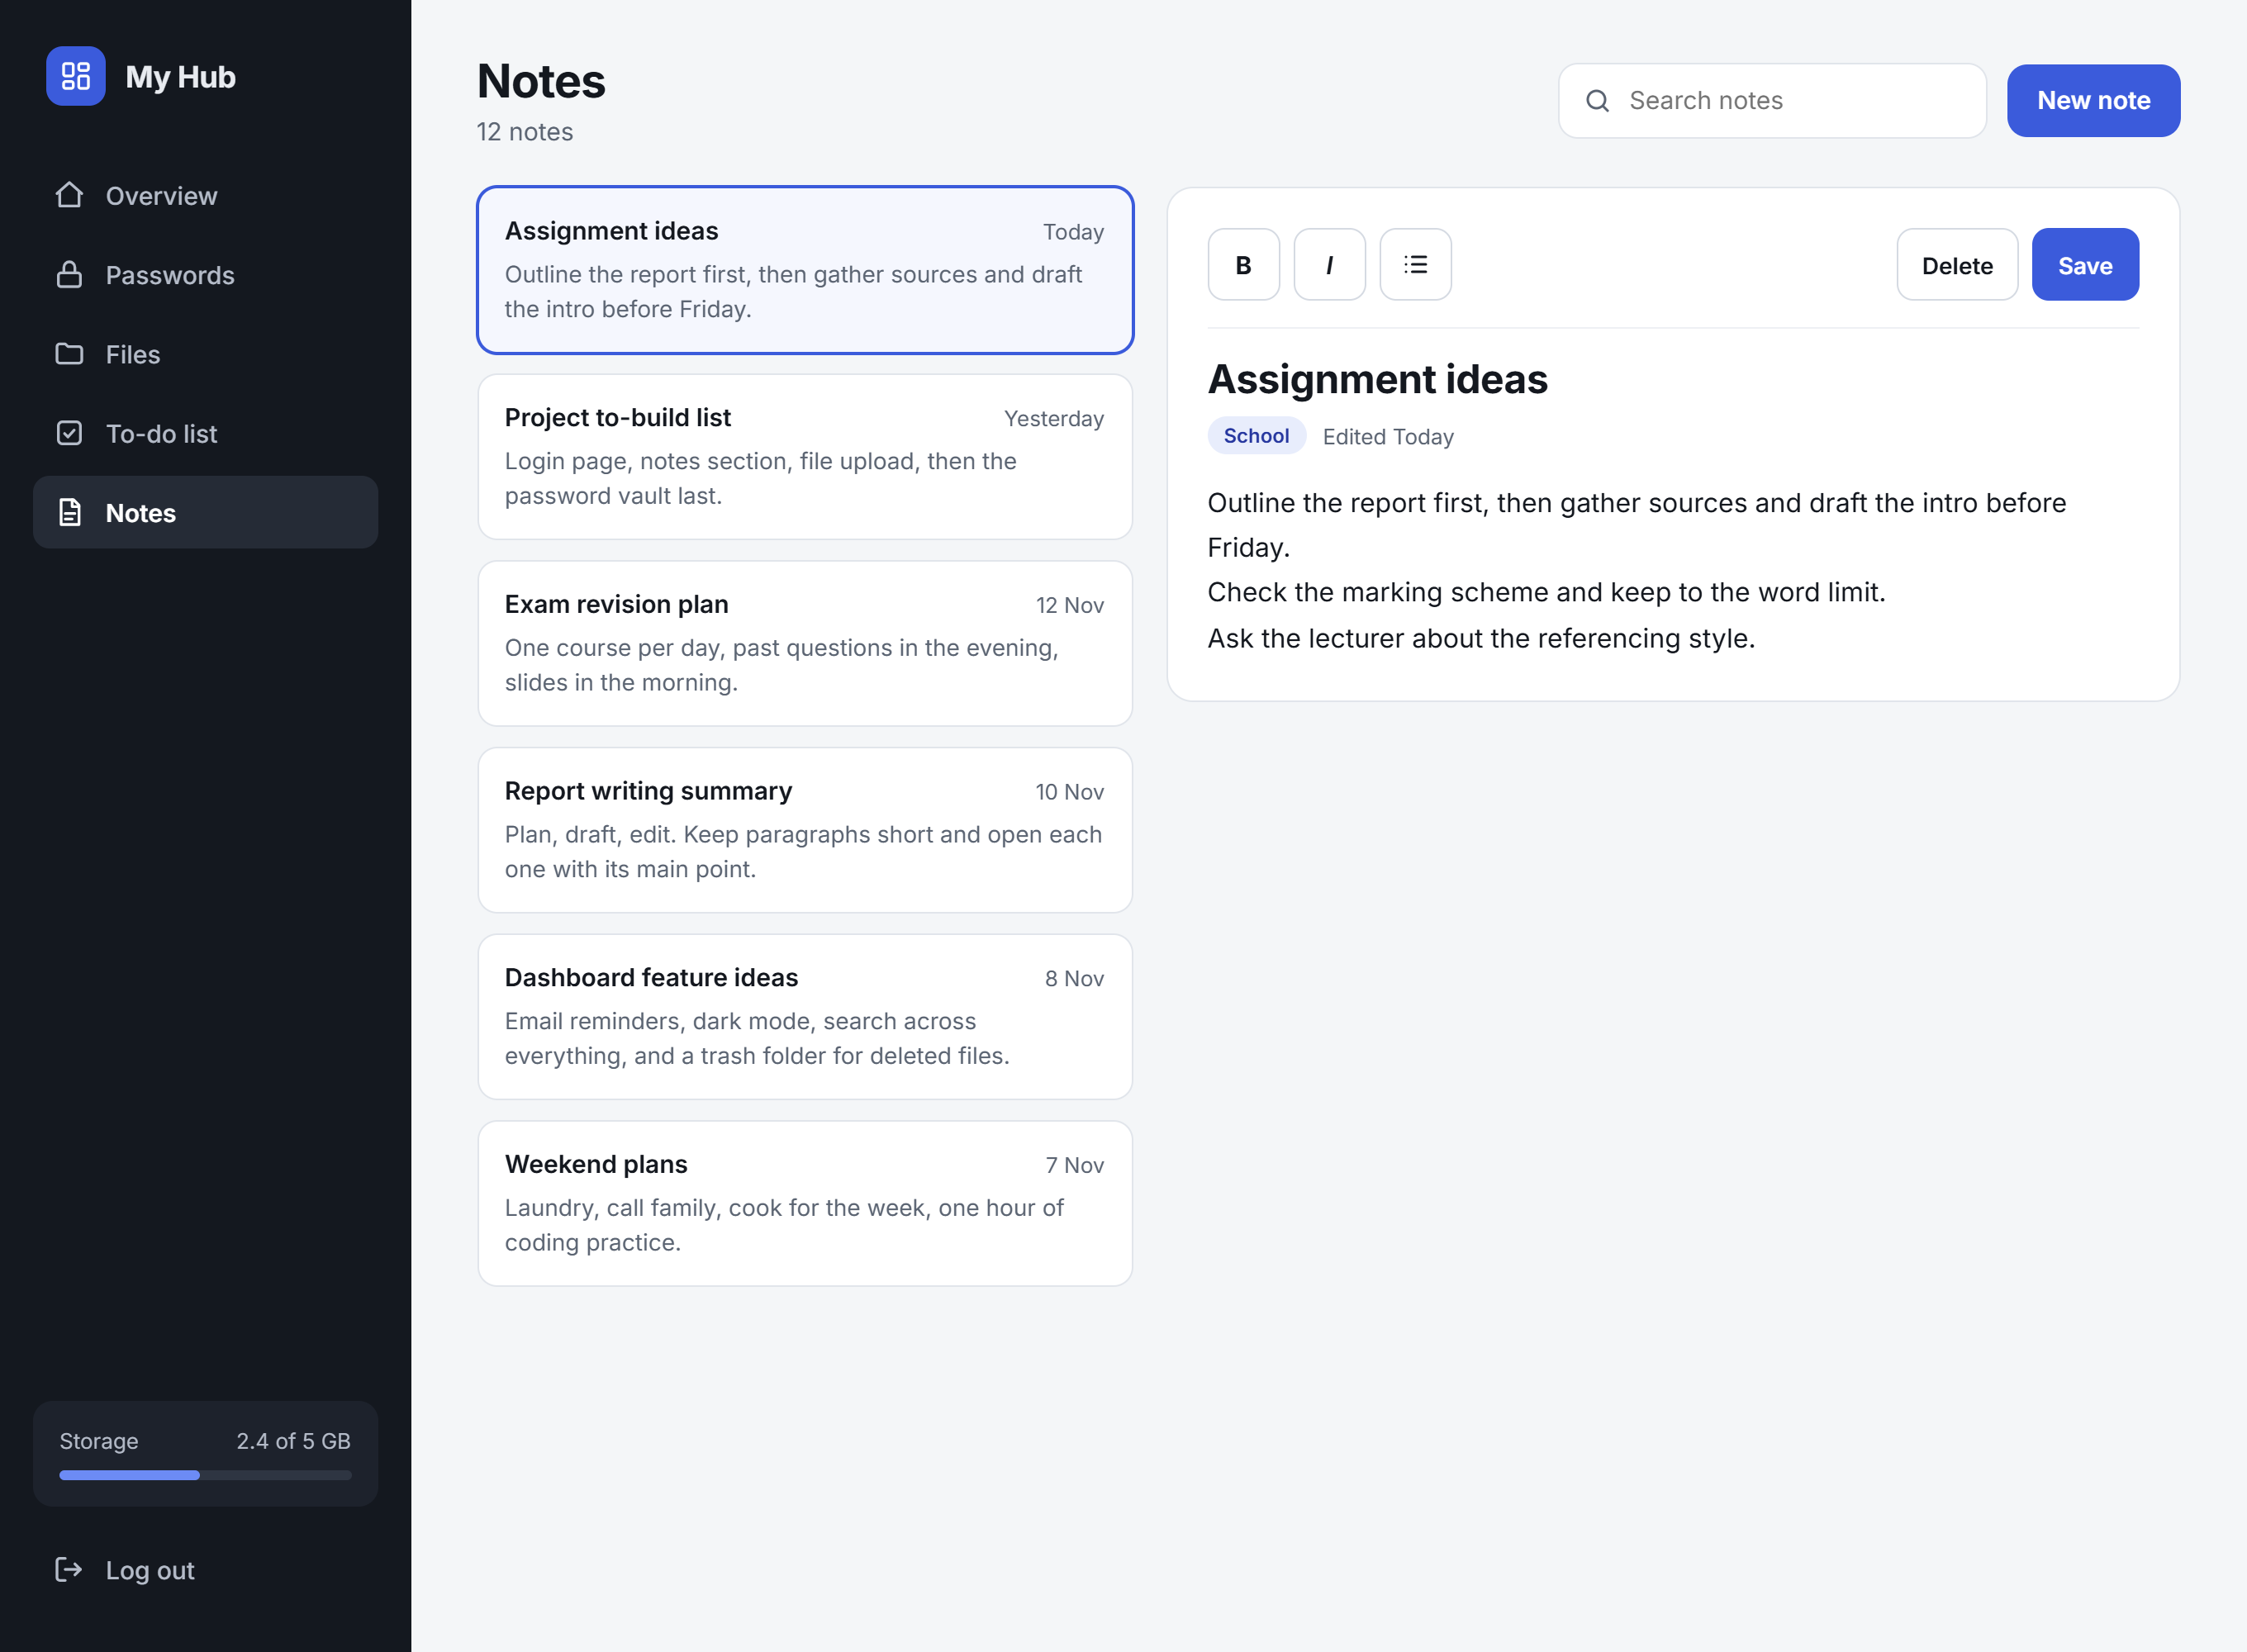 My Hub
Overview
Passwords
Files
To-do list
Notes
Storage 2.4 of 5 GB
Log out
Notes
12 notes
Search notes
New note
Assignment ideas Today
Outline the report first, then gather sources and draft
the intro before Friday.
Project to-build list Yesterday
Login page, notes section, file upload, then the
password vault last.
Exam revision plan 12 Nov
One course per day, past questions in the evening,
slides in the morning.
Report writing summary 10 Nov
Plan, draft, edit. Keep paragraphs short and open each
one with its main point.
Dashboard feature ideas 8 Nov
Email reminders, dark mode, search across
everything, and a trash folder for deleted files.
Weekend plans 7 Nov
Laundry, call family, cook for the week, one hour of
coding practice.
B I Delete Save
Assignment ideas
School Edited Today
Outline the report first, then gather sources and draft the intro before
Friday.
Check the marking scheme and keep to the word limit.
Ask the lecturer about the referencing style.